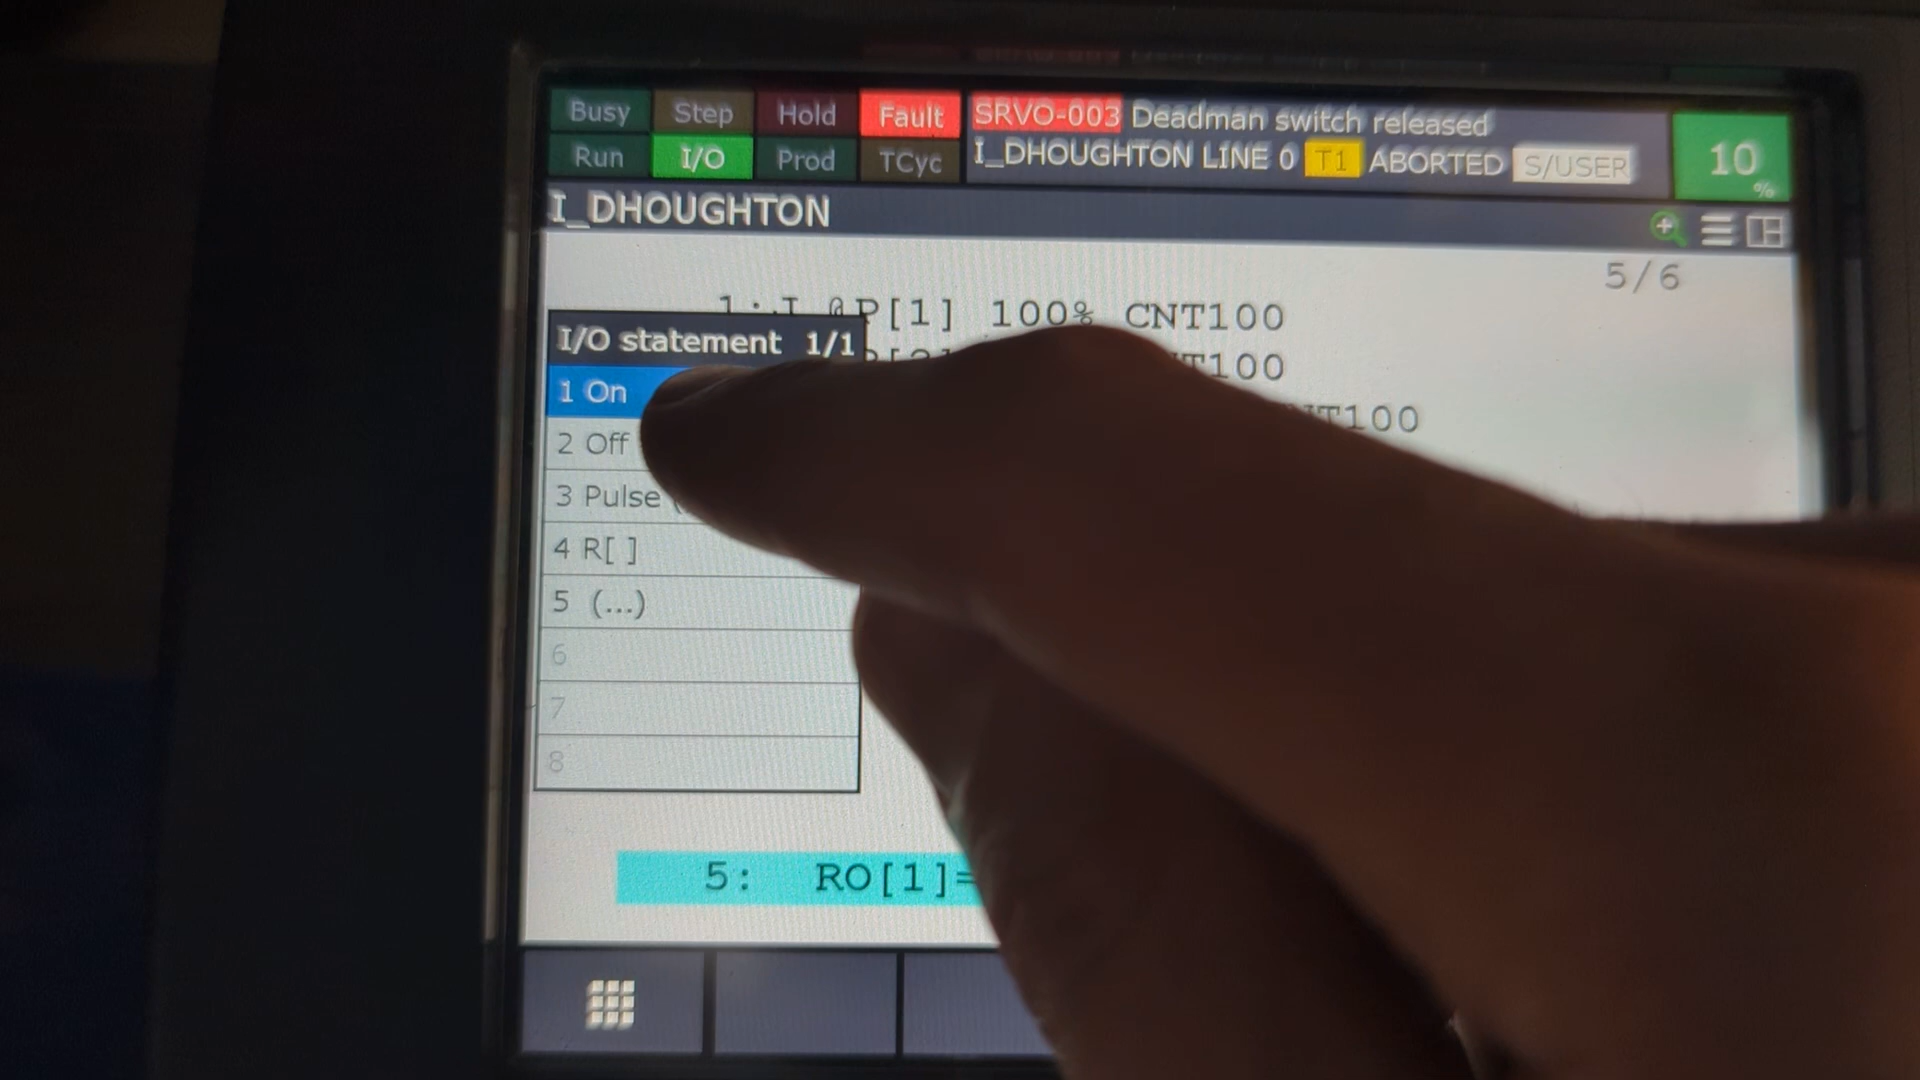 Busy Step Hold Fault SRVO-003 Deadman switch released
Run I/O Prod TCyc I_DHOUGHTON LINE 0 T1 ABORTED S/USER
10 %
I_DHOUGHTON
5/6
1:J @P[1] 100% CNT100
T100
NT100
I/O statement 1/1
1 On
2 Off
3 Pulse
4 R[ ]
5 (...)
6
7
8
5: RO[1]=